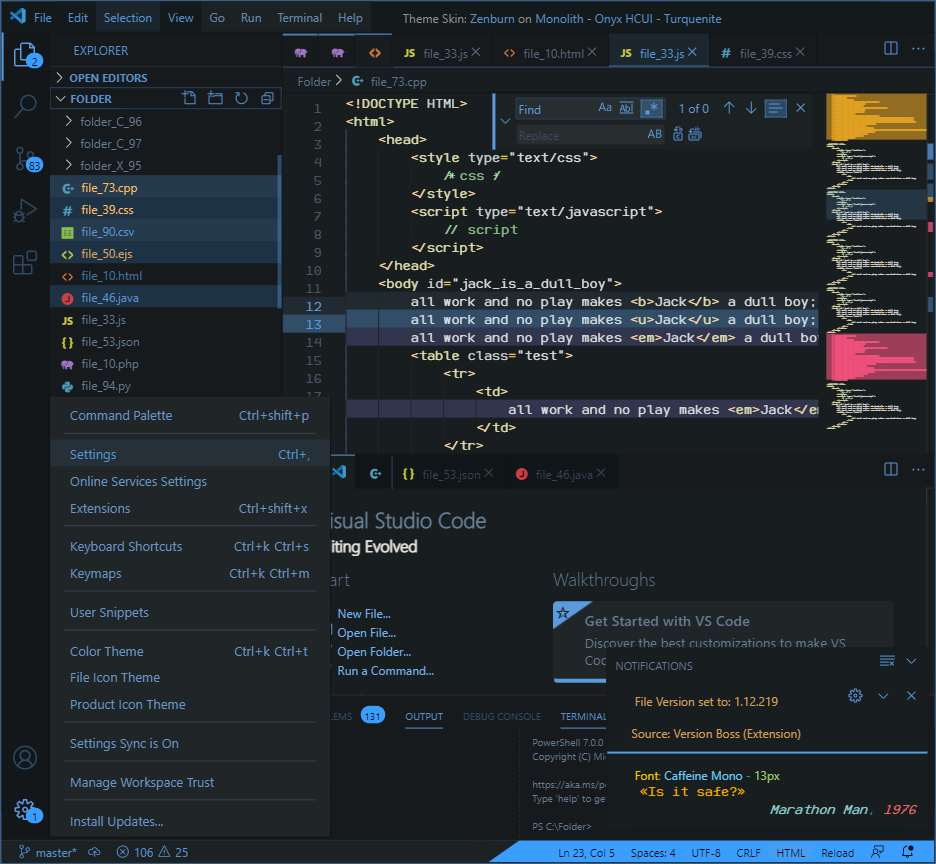 File Edit Selection View Go Run Terminal Help Theme Skin: Zenburn on Monolith - Onyx HCUI - Turquenite
2
EXPLORER
file_33.js file_10.html file_33.js file_39.css
OPEN EDITORS
Folder file_73.cpp
FOLDER
folder_C_96
folder_C_97
folder_X_95
83
file_73.cpp
file_39.css
file_90.csv
file_50.ejs
file_10.html
file_46.java
file_33.js
file_53.json
file_10.php
file_94.py
Find Aa Abl .* 1 of 0
Replace AB
1 <!DOCTYPE HTML>
2 <html>
3 <head>
4 <style type="text/css">
5 /* css */
6 </style>
7 <script type="text/javascript">
8 // script
9 </script>
10 </head>
11 <body id="jack_is_a_dull_boy">
12 all work and no play makes <b>Jack</b> a dull boy;
13 all work and no play makes <u>Jack</u> a dull boy;
14 all work and no play makes <em>Jack</em> a dull bo
15 <table class="test">
16 <tr>
17 <td>
all work and no play makes <em>Jack</e
</td>
</tr>
Command Palette Ctrl+shift+p
Settings Ctrl+,
Online Services Settings
Extensions Ctrl+shift+x
Keyboard Shortcuts Ctrl+k Ctrl+s
Keymaps Ctrl+k Ctrl+m
User Snippets
Color Theme Ctrl+k Ctrl+t
File Icon Theme
Product Icon Theme
Settings Sync is On
Manage Workspace Trust
Install Updates...
1
file_53.json file_46.java
isual Studio Code
iting Evolved
art
New File...
Open File...
Open Folder...
Run a Command...
Walkthroughs
Get Started with VS Code
Discover the best customizations to make VS
Cod
NOTIFICATIONS
File Version set to: 1.12.219
Source: Version Boss (Extension)
Font: Caffeine Mono - 13px
«Is it safe?»
Marathon Man, 1976
LEMS 131 OUTPUT DEBUG CONSOLE TERMINAL
PowerShell 7.0.0
Copyright (C) Mi
https://aka.ms/po
Type 'help' to get
PS C:\Folder>
master* 106 25 Ln 23, Col 5 Spaces: 4 UTF-8 CRLF HTML Reload